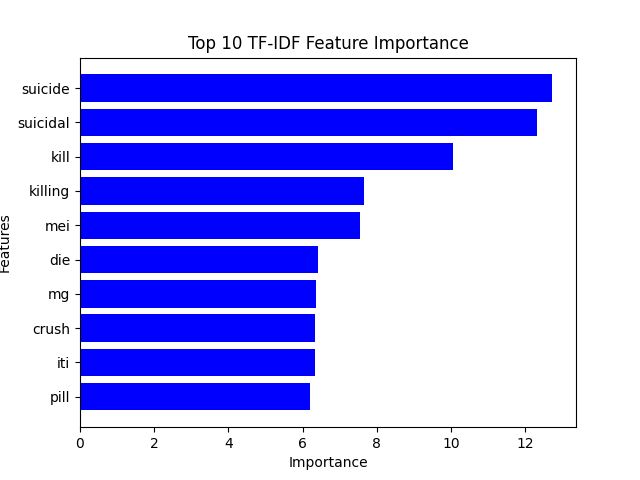 Top 10 TF-IDF Feature Importance
Features
suicide
suicidal
kill
killing
mei
die
mg
crush
iti
pill
0 2 4 6 8 10 12
Importance